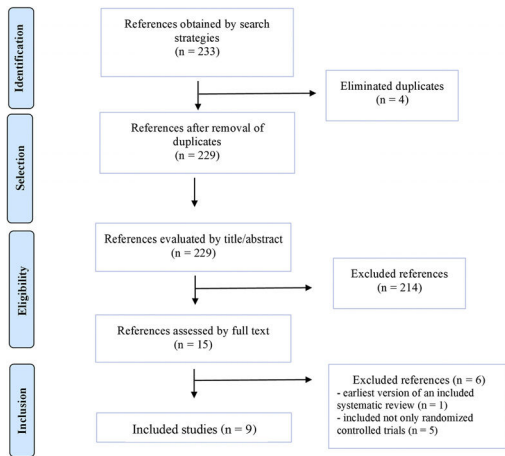 Identification
References obtained by search
strategies
(n = 233)
Eliminated duplicates
(n = 4)
Selection
References after removal of
duplicates
(n = 229)
Eligibility
References evaluated by title/abstract
(n = 229)
Excluded references
(n = 214)
References assessed by full text
(n = 15)
Inclusion
Excluded references (n = 6)
- earliest version of an included
systematic review (n = 1)
- included not only randomized
controlled trials (n = 5)
Included studies (n = 9)